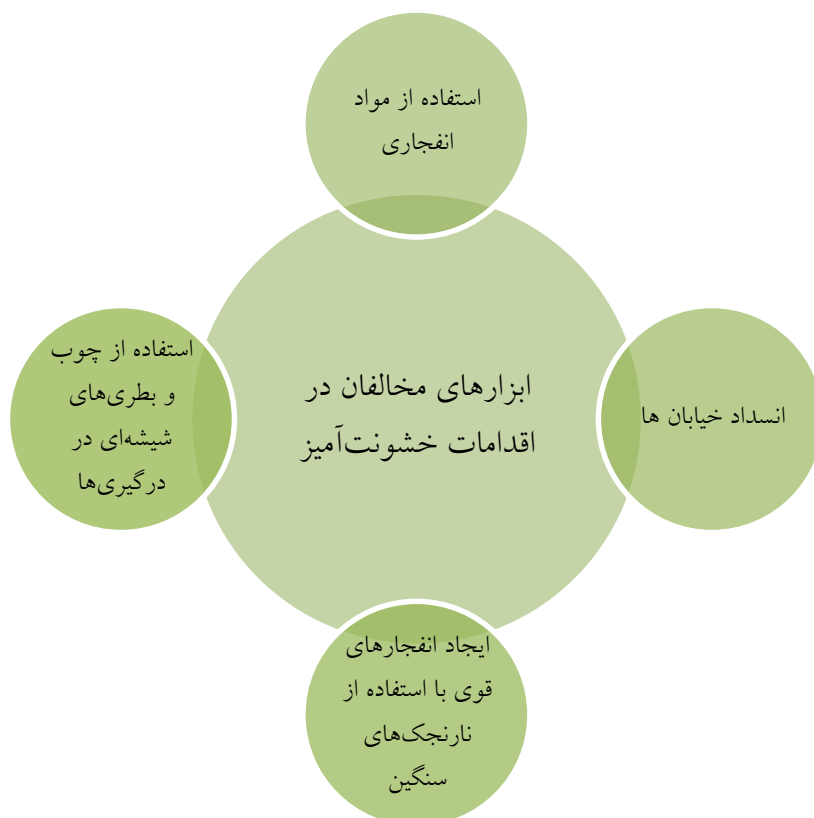 استفاده از مواد
انفجاری
ابزارهای مخالفان در
اقدامات خشونت‌آمیز
انسداد خیابان ها
ایجاد انفجارهای
قوی با استفاده از
نارنجک‌های
سنگین
استفاده از چوب
و بطری‌های
شیشه‌ای در
درگیری‌ها